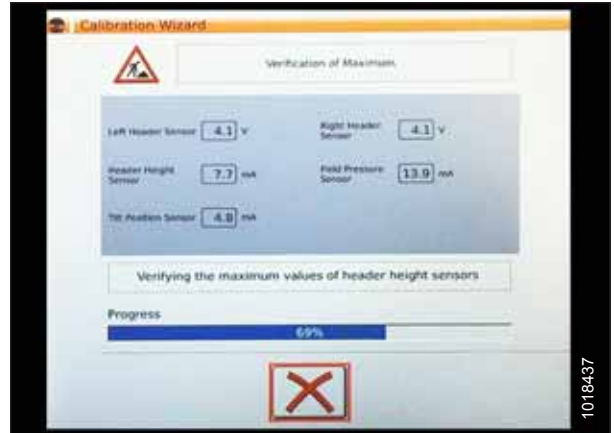 Calibration Wizard
Verification of Maximum
Left Header Sensor 4.1 V
Right Header
Sensor 4.1 V
Header Height
Sensor 7.7 mA
Field Pressure
Sensor 13.9 mA
Tilt Position Sensor 4.8 mA
Verifying the maximum values of header height sensors
Progress
69%
1018437